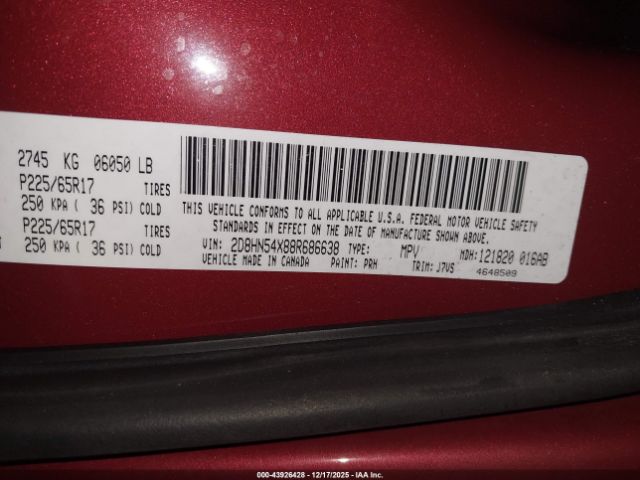 2745 KG 06050 LB
P225/65R17 TIRES
250 KPA ( 36 PSI) COLD
P225/65R17 TIRES
250 KPA ( 36 PSI) COLD
THIS VEHICLE CONFORMS TO ALL APPLICABLE U.S.A. FEDERAL MOTOR VEHICLE SAFETY
STANDARDS IN EFFECT ON THE DATE OF MANUFACTURE SHOWN ABOVE.
VIN: 2D8HN54X88R686638 TYPE: MPV MDH: 121820 016AB
VEHICLE MADE IN CANADA PAINT: PRH TRIM: J7VS 4648509
000-43926428 - 12/17/2025 - IAA Inc.